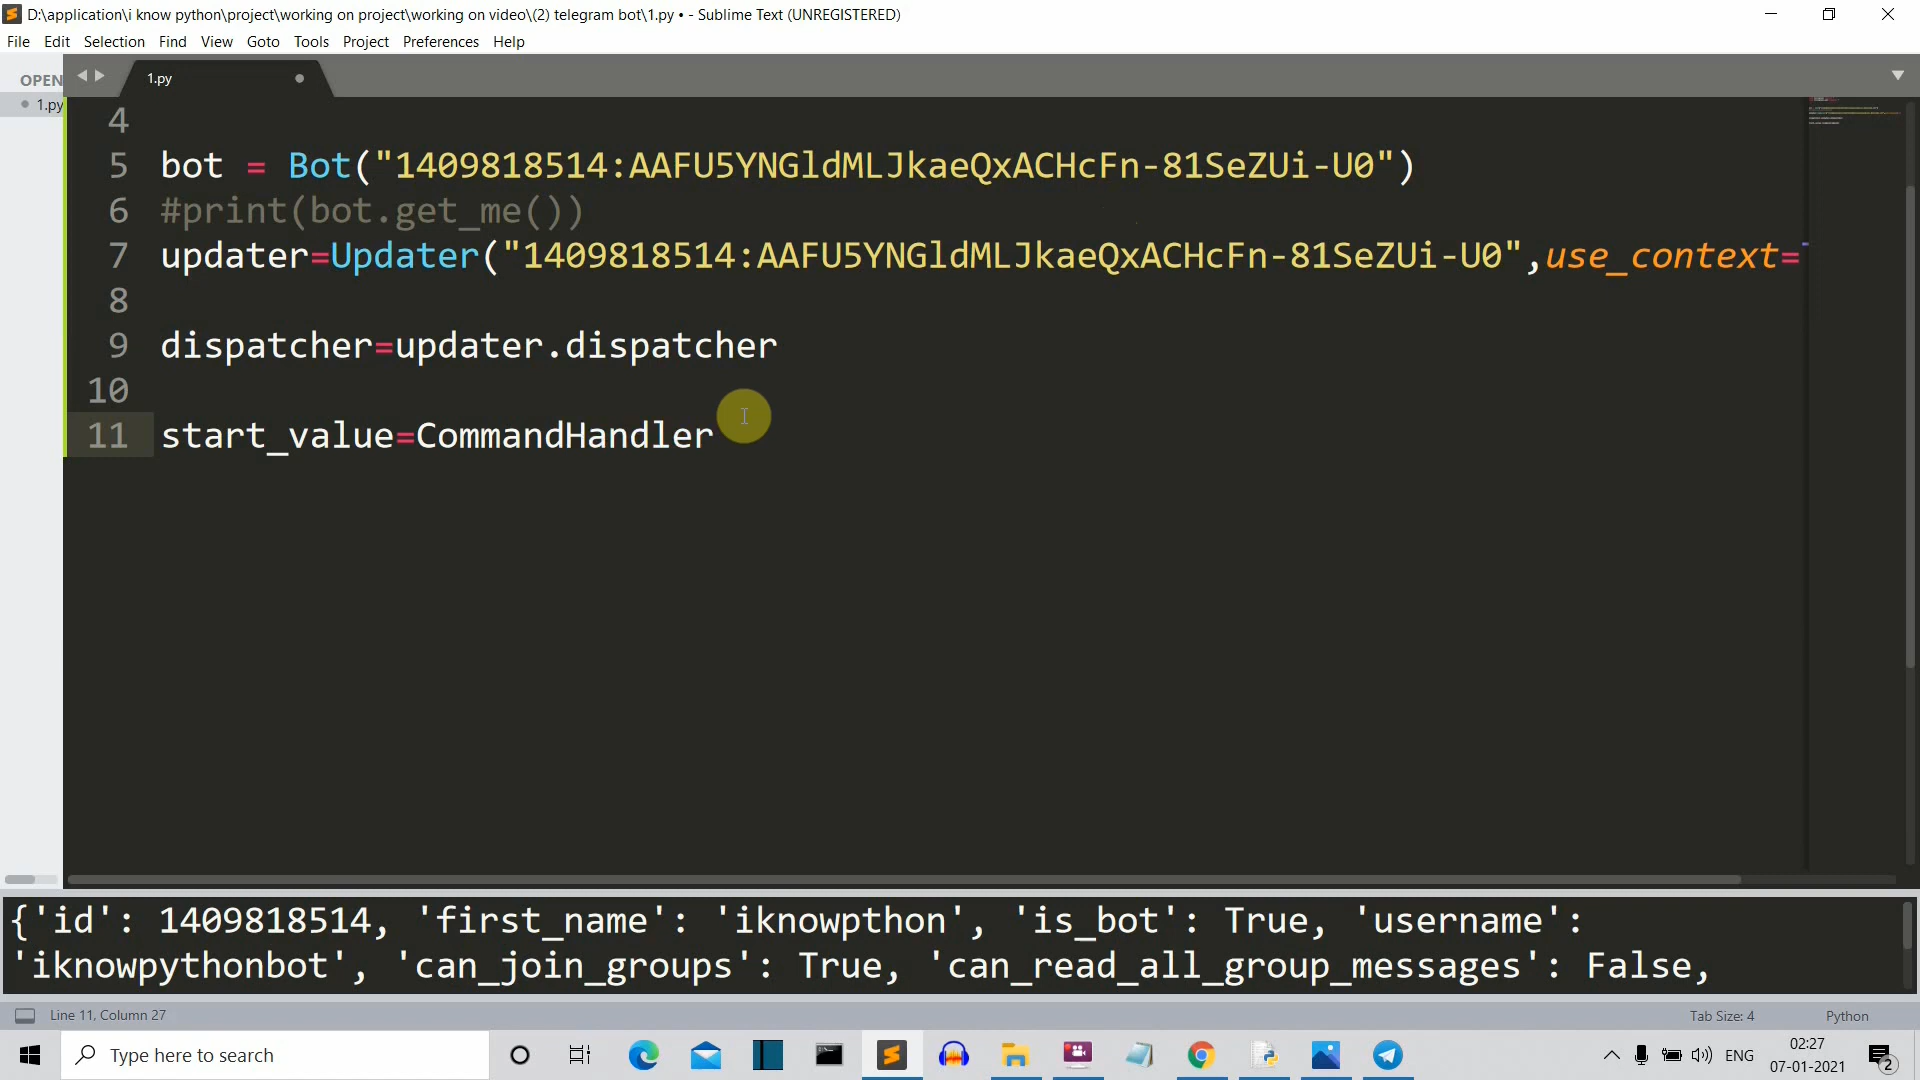 D:\application\i know python\project\working on project\working on video\(2) telegram bot\1.py • - Sublime Text (UNREGISTERED)
File Edit Selection Find View Goto Tools Project Preferences Help
OPEN
1.py
1.py
4
5 bot = Bot("1409818514:AAFU5YNGldMLJkaeQxACHcFn-81SeZUi-U0")
6 #print(bot.get_me())
7 updater=Updater("1409818514:AAFU5YNGldMLJkaeQxACHcFn-81SeZUi-U0",use_context=
8
9 dispatcher=updater.dispatcher
10
11 start_value=CommandHandler
{'id': 1409818514, 'first_name': 'iknowpthon', 'is_bot': True, 'username':
'iknowpythonbot', 'can_join_groups': True, 'can_read_all_group_messages': False,
Line 11, Column 27 Tab Size: 4 Python
Type here to search
ENG
02:27
07-01-2021
2